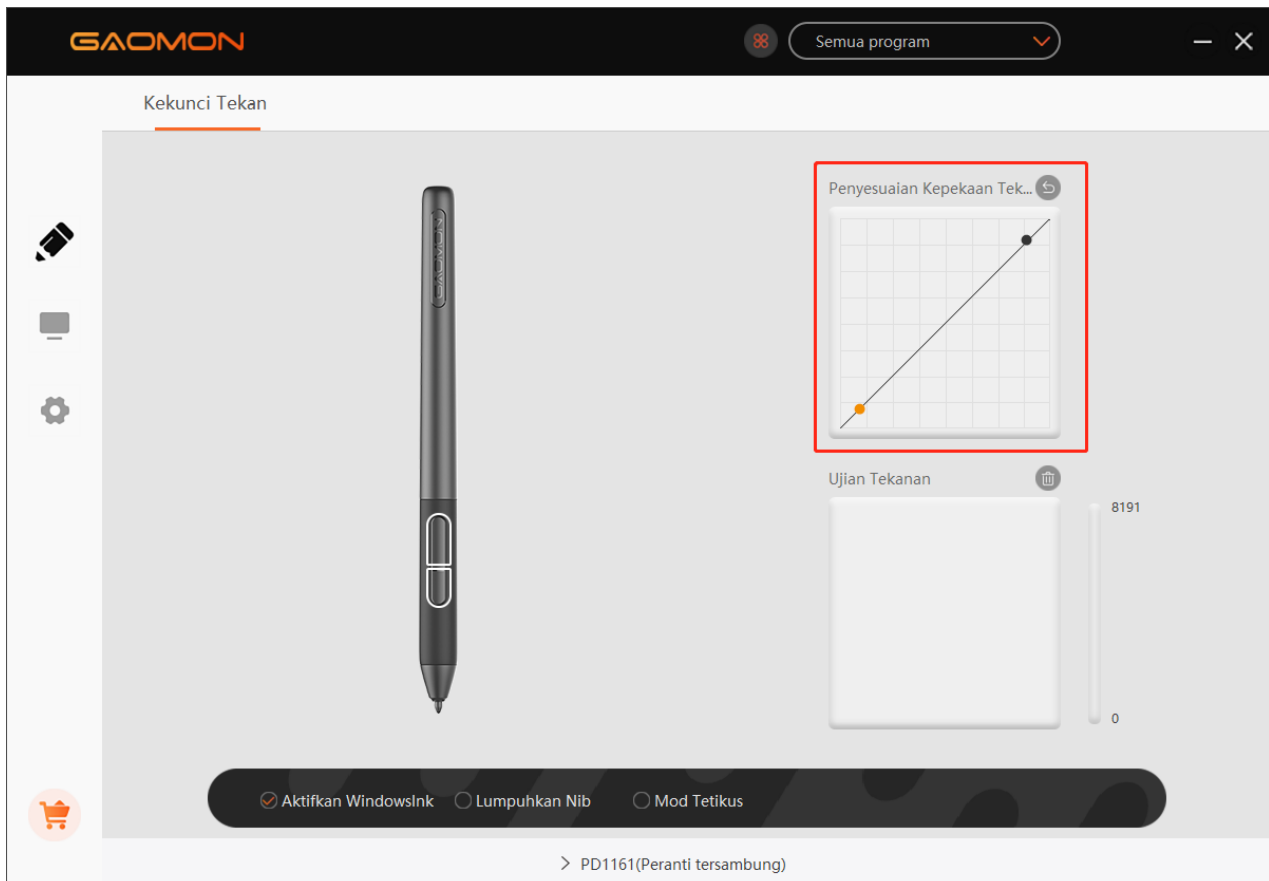 GAOMON
Semua program
Kekunci Tekan
Penyesuaian Kepekaan Tek...
GAOMON
Ujian Tekanan
8191
0
Aktifkan WindowsInk Lumpuhkan Nib Mod Tetikus
PD1161(Peranti tersambung)